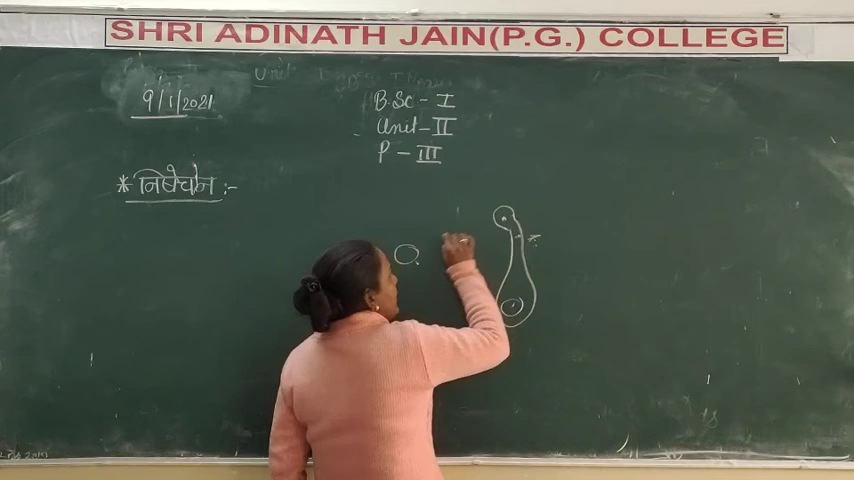 SHRI ADINATH JAIN(P.G.) COLLEGE
9/1/2021
B.Sc - I
Unit - II
P - III
* निषेचन :-